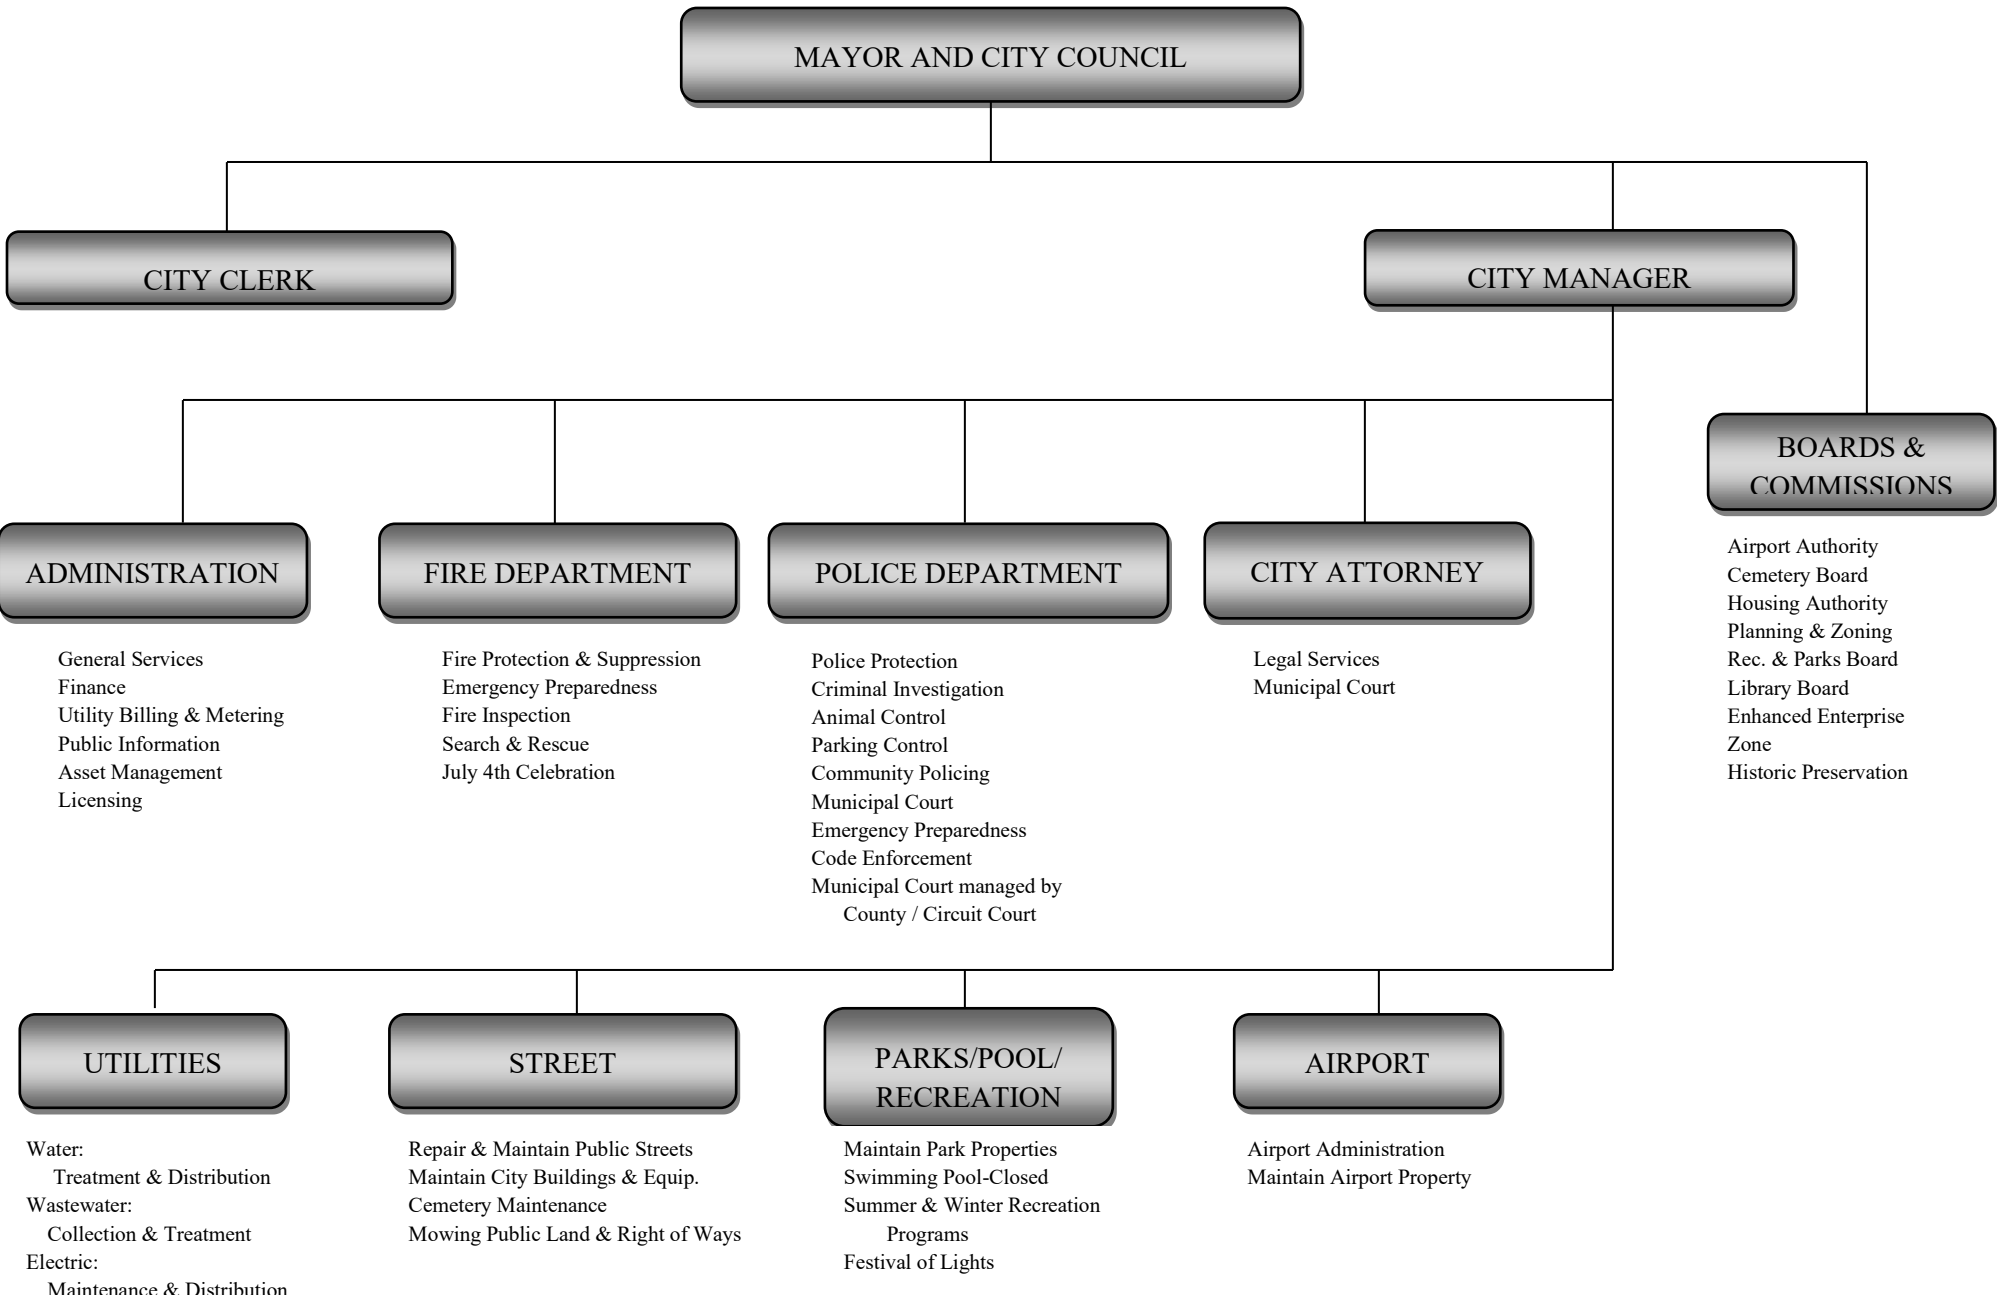 MAYOR AND CITY COUNCIL
CITY CLERK
CITY MANAGER
BOARDS &
COMMISSIONS
Airport Authority
Cemetery Board
Housing Authority
Planning & Zoning
Rec. & Parks Board
Library Board
Enhanced Enterprise
Zone
Historic Preservation
ADMINISTRATION
General Services
Finance
Utility Billing & Metering
Public Information
Asset Management
Licensing
FIRE DEPARTMENT
Fire Protection & Suppression
Emergency Preparedness
Fire Inspection
Search & Rescue
July 4th Celebration
POLICE DEPARTMENT
Police Protection
Criminal Investigation
Animal Control
Parking Control
Community Policing
Municipal Court
Emergency Preparedness
Code Enforcement
Municipal Court managed by
County / Circuit Court
CITY ATTORNEY
Legal Services
Municipal Court
UTILITIES
Water:
Treatment & Distribution
Wastewater:
Collection & Treatment
Electric:
Maintenance & Distribution
STREET
Repair & Maintain Public Streets
Maintain City Buildings & Equip.
Cemetery Maintenance
Mowing Public Land & Right of Ways
PARKS/POOL/
RECREATION
Maintain Park Properties
Swimming Pool-Closed
Summer & Winter Recreation
Programs
Festival of Lights
AIRPORT
Airport Administration
Maintain Airport Property